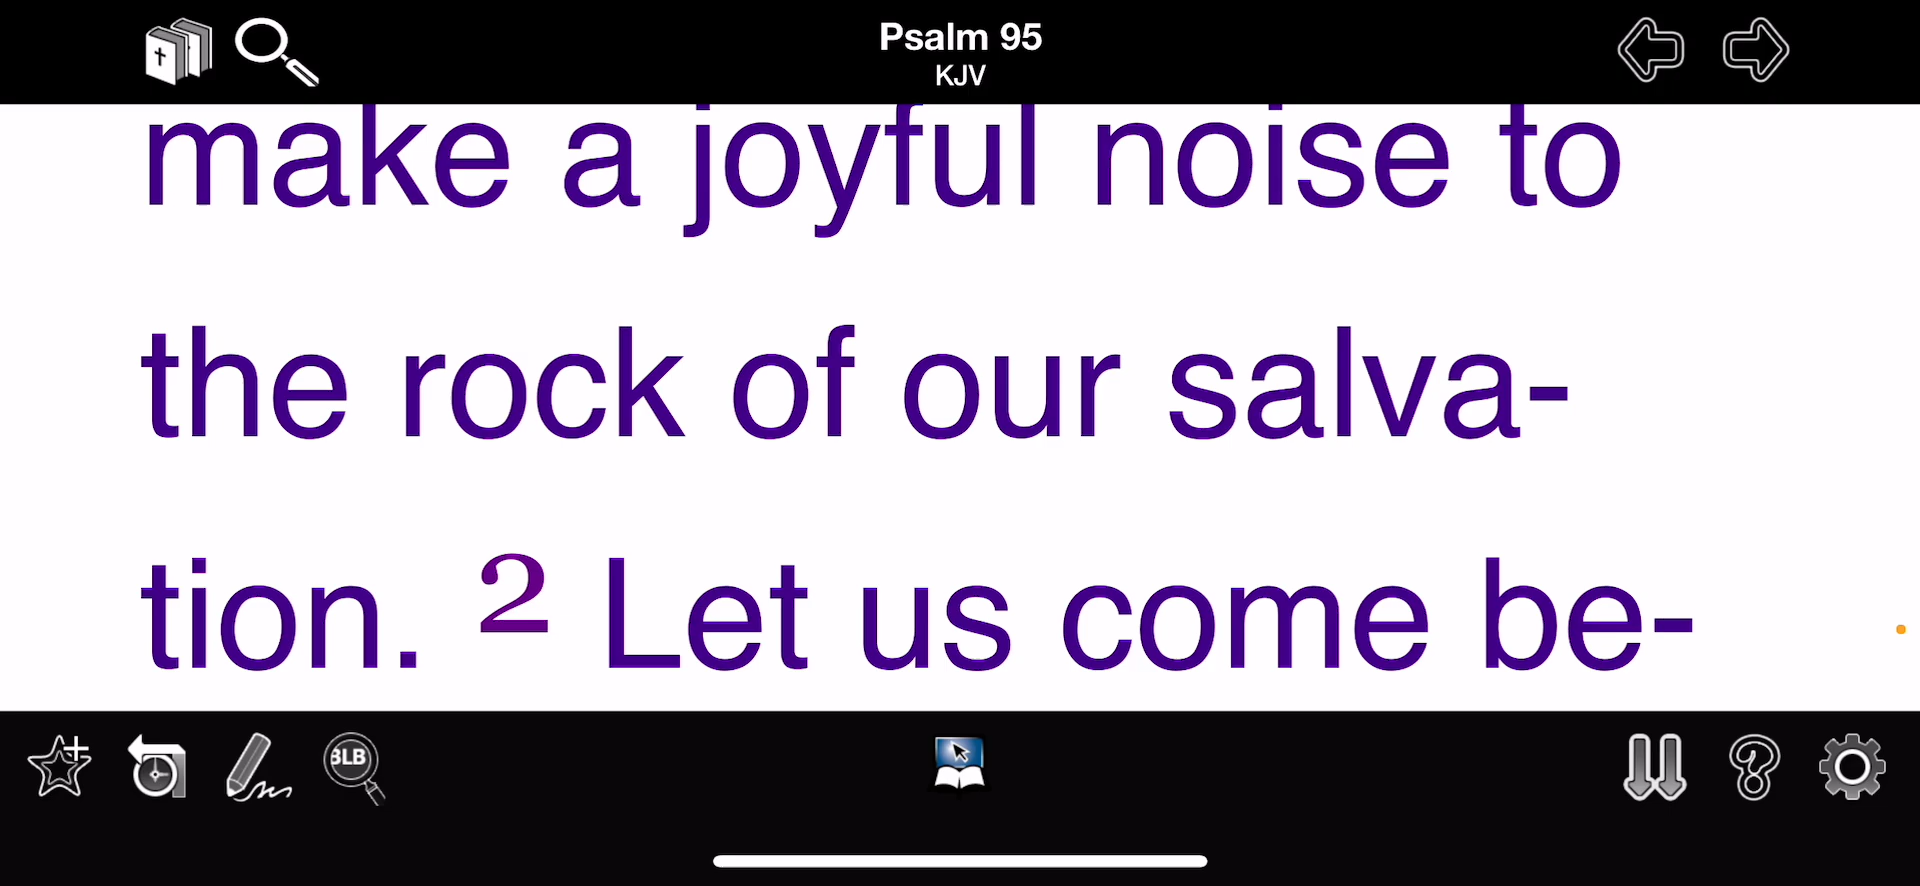 Psalm 95
KJV
make a joyful noise to
the rock of our salva-
tion. 2 Let us come be-
BLB